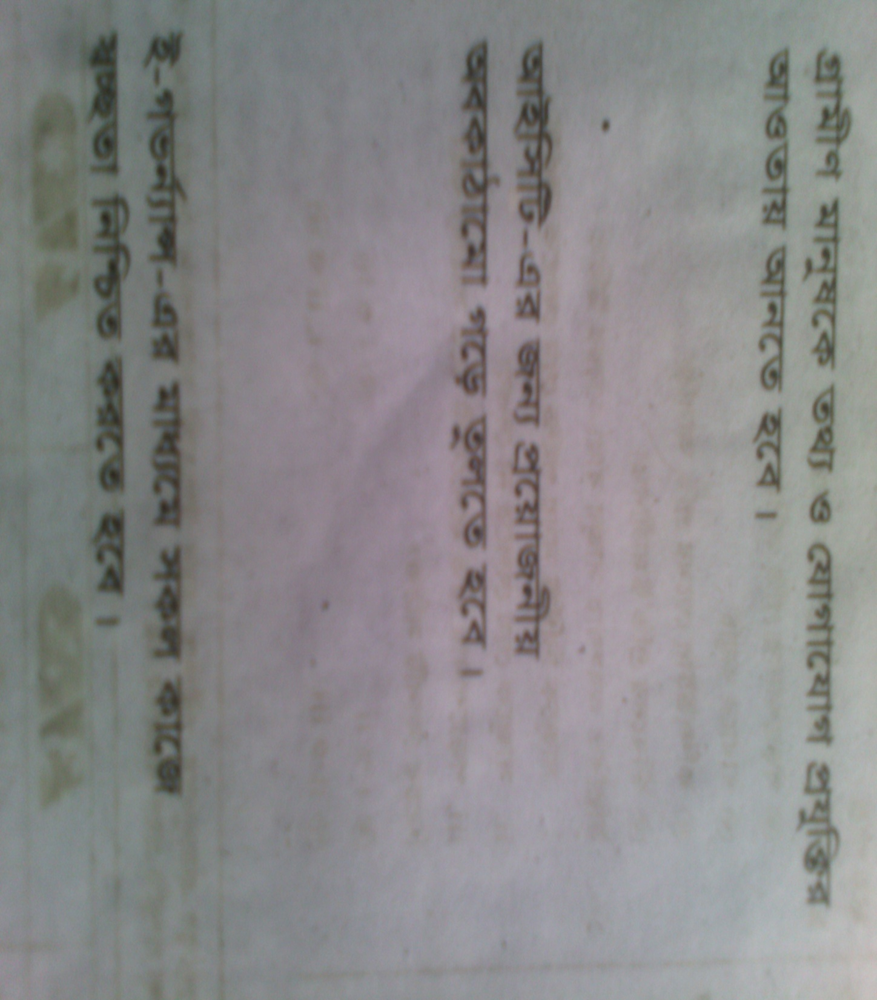 গ্রামীণ মানুষকে তথ্য ও যোগাযোগ প্রযুক্তির
আওতায় আনতে হবে।
আইসিটি-এর জন্য প্রয়োজনীয়
অবকাঠামো গড়ে তুলতে হবে।
ই-গভর্ন্যান্স-এর মাধ্যমে সকল কাজে
স্বচ্ছতা নিশ্চিত করতে হবে।